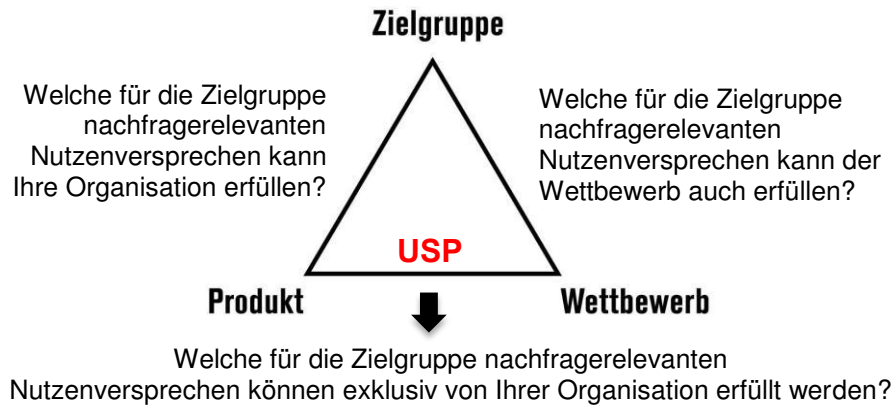 Zielgruppe
Welche für die Zielgruppe
nachfragerelevanten
Nutzenversprechen kann
Ihre Organisation erfüllen?
Welche für die Zielgruppe
nachfragerelevanten
Nutzenversprechen kann der
Wettbewerb auch erfüllen?
USP
Produkt
Wettbewerb
Welche für die Zielgruppe nachfragerelevanten
Nutzenversprechen können exklusiv von Ihrer Organisation erfüllt werden?